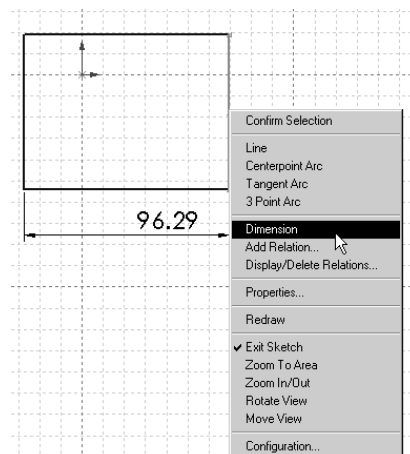 96.29
Confirm Selection
Line
Centerpoint Arc
Tangent Arc
3 Point Arc
Dimension
Add Relation...
Display/Delete Relations...
Properties...
Redraw
Exit Sketch
Zoom To Area
Zoom In/Out
Rotate View
Move View
Configuration...